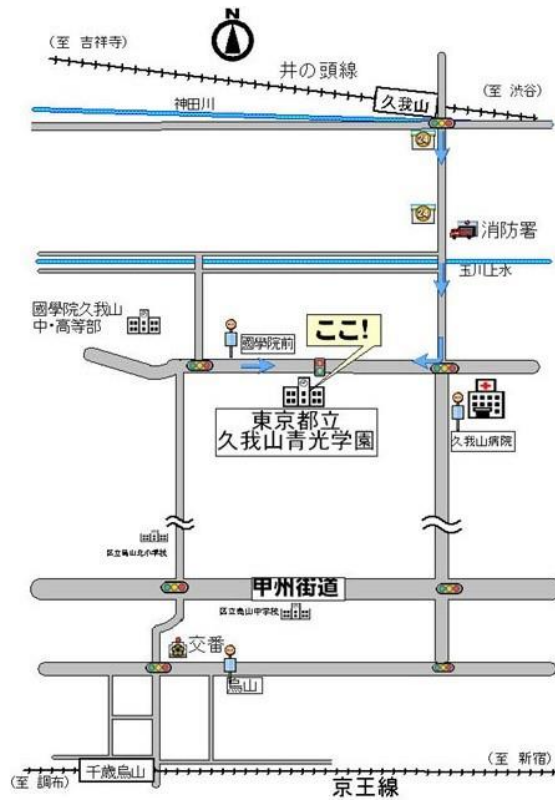 N
(至 吉祥寺)
井の頭線
(至 渋谷)
久我山
神田川
消防署
玉川上水
國學院久我山
中・高等部
國學院前
ここ!
東京都立
久我山青光学園
久我山病院
区立烏山北小学校
甲州街道
区立烏山中学校
交番
烏山
(至 新宿)
千歳烏山
(至 調布)
京王線